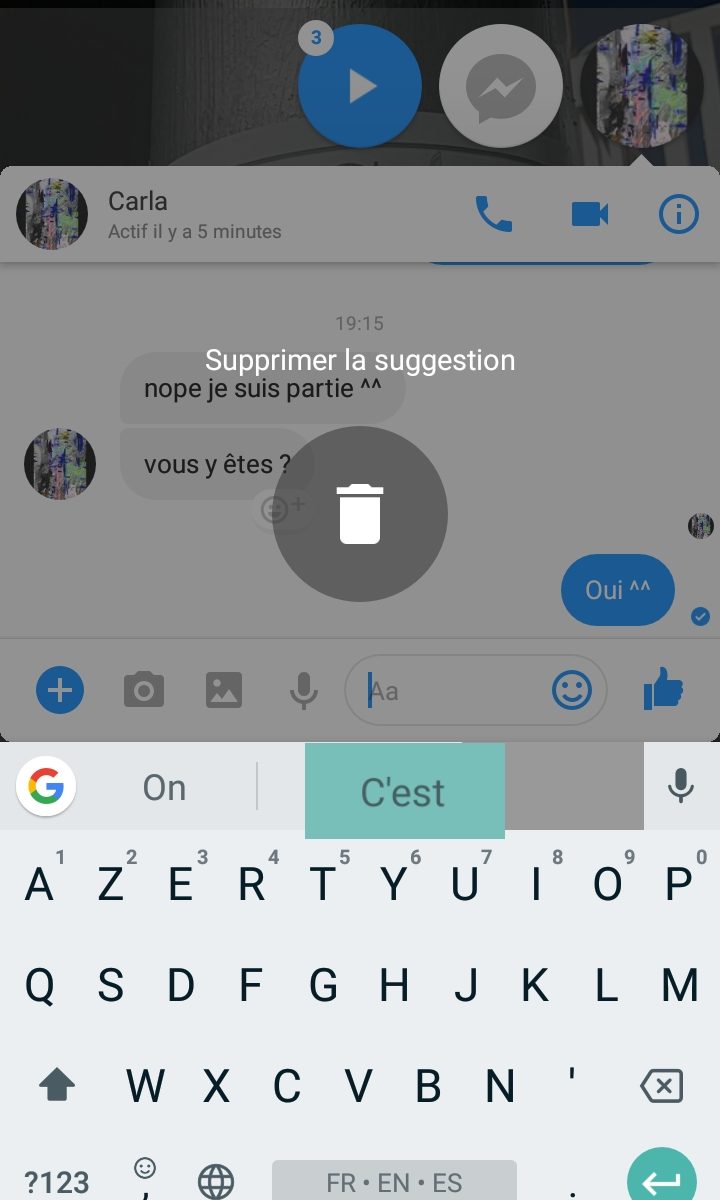 3
Carla
Actif il y a 5 minutes
19:15
Supprimer la suggestion
nope je suis partie ^^
vous y êtes ?
Oui ^^
Aa
G On C'est
1 2 3 4 5 6 7 8 9 0
A Z E R T Y U I O P
Q S D F G H J K L M
W X C V B N '
?123 , FR • EN • ES .